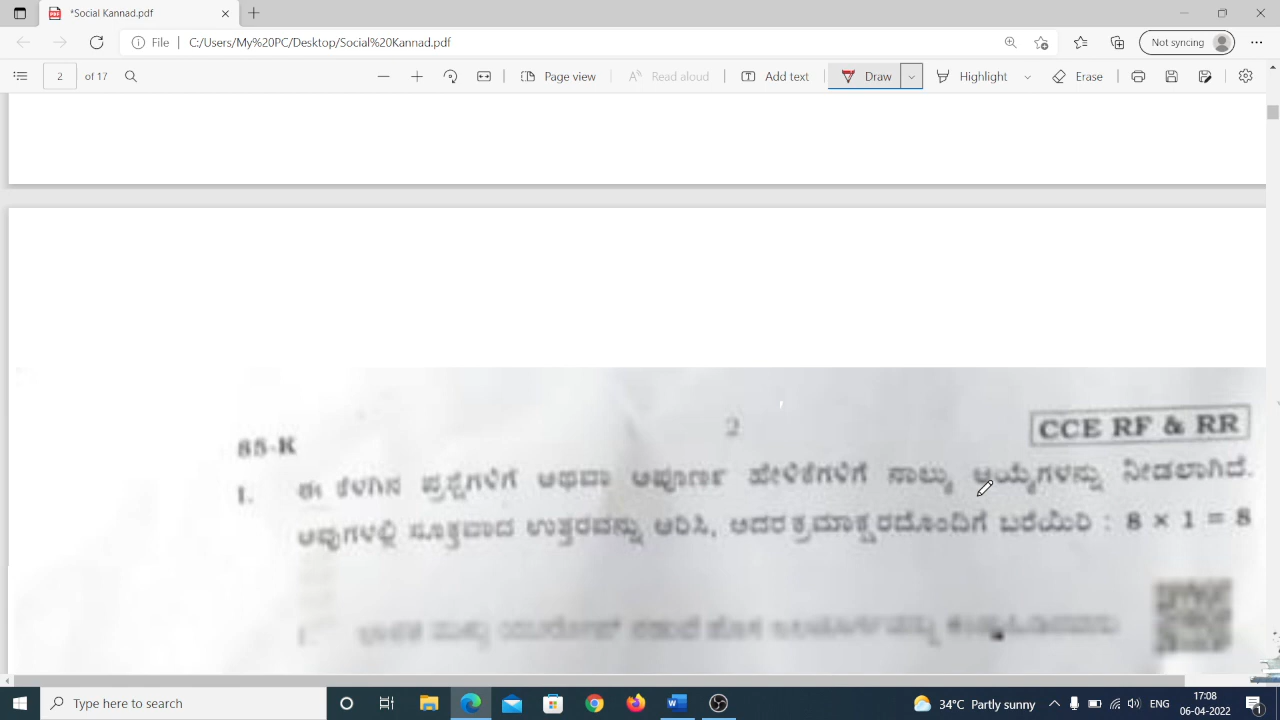 *Social Kannad.pdf
File | C:/Users/My%20PC/Desktop/Social%20Kannad.pdf
Not syncing
2 of 17
Page view
Read aloud
Add text
Draw
Highlight
Erase
85-K
2
CCE RF & RR
I. ಈ ಕೆಳಗಿನ ಪ್ರಶ್ನೆಗಳಿಗೆ ಅಥವಾ ಅಪೂರ್ಣ ಹೇಳಿಕೆಗಳಿಗೆ ನಾಲ್ಕು ಆಯ್ಕೆಗಳನ್ನು ನೀಡಲಾಗಿದೆ.
ಅವುಗಳಲ್ಲಿ ಸೂಕ್ತವಾದ ಉತ್ತರವನ್ನು ಆರಿಸಿ, ಅದರ ಕ್ರಮಾಕ್ಷರದೊಂದಿಗೆ ಬರೆಯಿರಿ : 8 × 1 = 8
Type here to search
34°C Partly sunny
ENG
17:08
06-04-2022